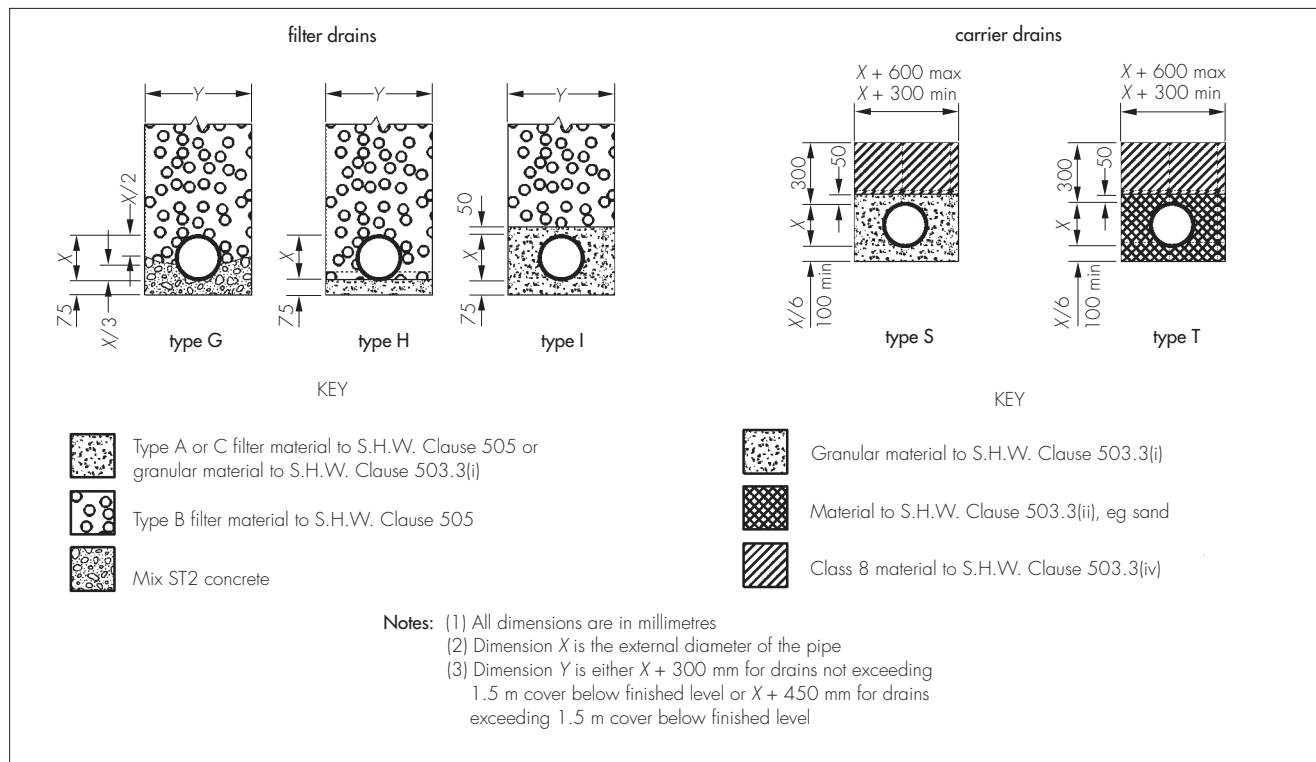 filter drains
Y
Y
Y
X/2
X
75
X/3
X
75
50
X
75
type G
type H
type I
KEY
Type A or C filter material to S.H.W. Clause 505 or
granular material to S.H.W. Clause 503.3(i)
Type B filter material to S.H.W. Clause 505
Mix ST2 concrete
carrier drains
X + 600 max
X + 300 min
X + 600 max
X + 300 min
300
50
X
X/6
100 min
300
50
X
X/6
100 min
type S
type T
KEY
Granular material to S.H.W. Clause 503.3(i)
Material to S.H.W. Clause 503.3(ii), eg sand
Class 8 material to S.H.W. Clause 503.3(iv)
Notes: (1) All dimensions are in millimetres
(2) Dimension X is the external diameter of the pipe
(3) Dimension Y is either X + 300 mm for drains not exceeding
1.5 m cover below finished level or X + 450 mm for drains
exceeding 1.5 m cover below finished level